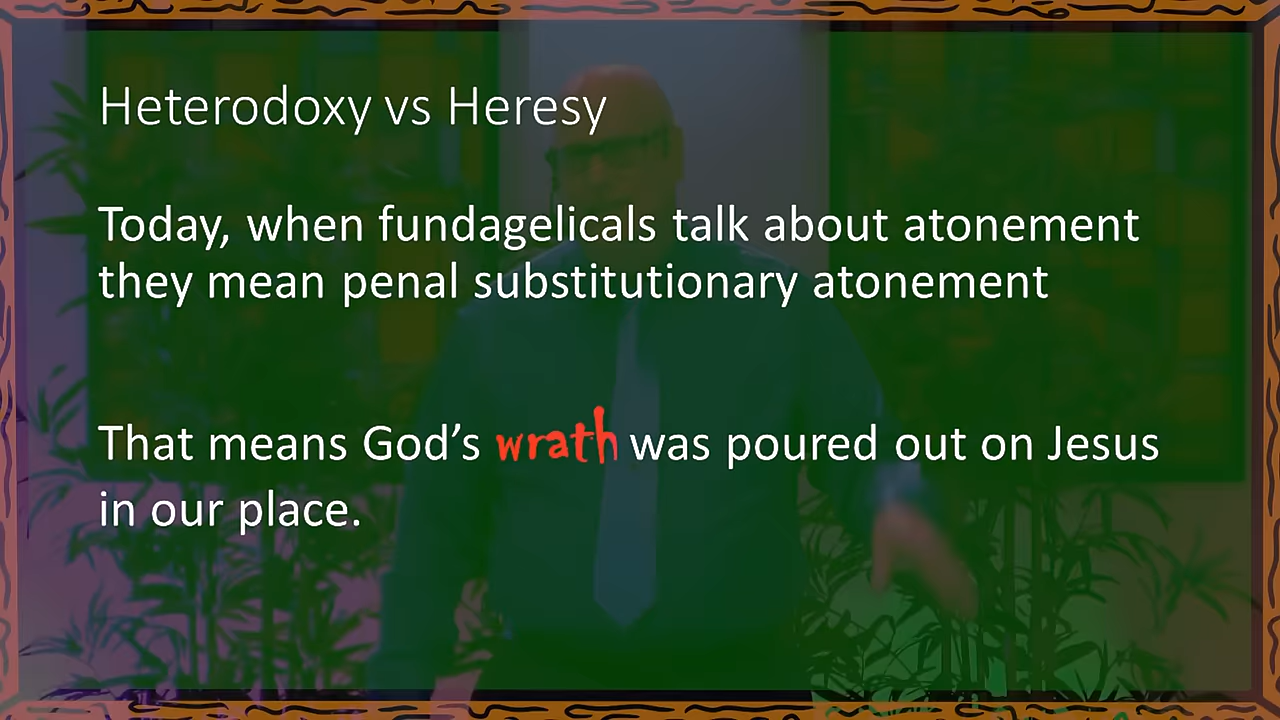 Heterodoxy vs Heresy
Today, when fundagelicals talk about atonement
they mean penal substitutionary atonement
That means God’s wrath was poured out on Jesus
in our place.